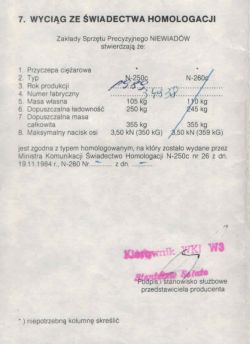 7. WYCIĄG ZE ŚWIADECTWA HOMOLOGACJI
Zakłady Sprzętu Precyzyjnego NIEWIADÓW
stwierdzają że:
1. Przyczepa ciężarowa * *
2. Typ N-250c N-260c
3. Rok produkcji
4. Numer fabryczny
5. Masa własna 105 kg 110 kg
6. Dopuszczalna ładowność 250 kg 245 kg
7. Dopuszczalna masa
całkowita 355 kg 355 kg
8. Maksymalny nacisk osi 3,50 kN (350 kG) 3,50 kN (359 kG)
jest zgodna z typem homologowanym, na który zostało wydane przez
Ministra Komunikacji Świadectwo Homologacji N-250c nr 26 z dn.
19.11.1984 r., N-260 Nr z dn.
Kierownik WKJ W3
Podpis i stanowisko służbowe
przedstawiciela producenta
*) niepotrzebną kolumnę skreślić